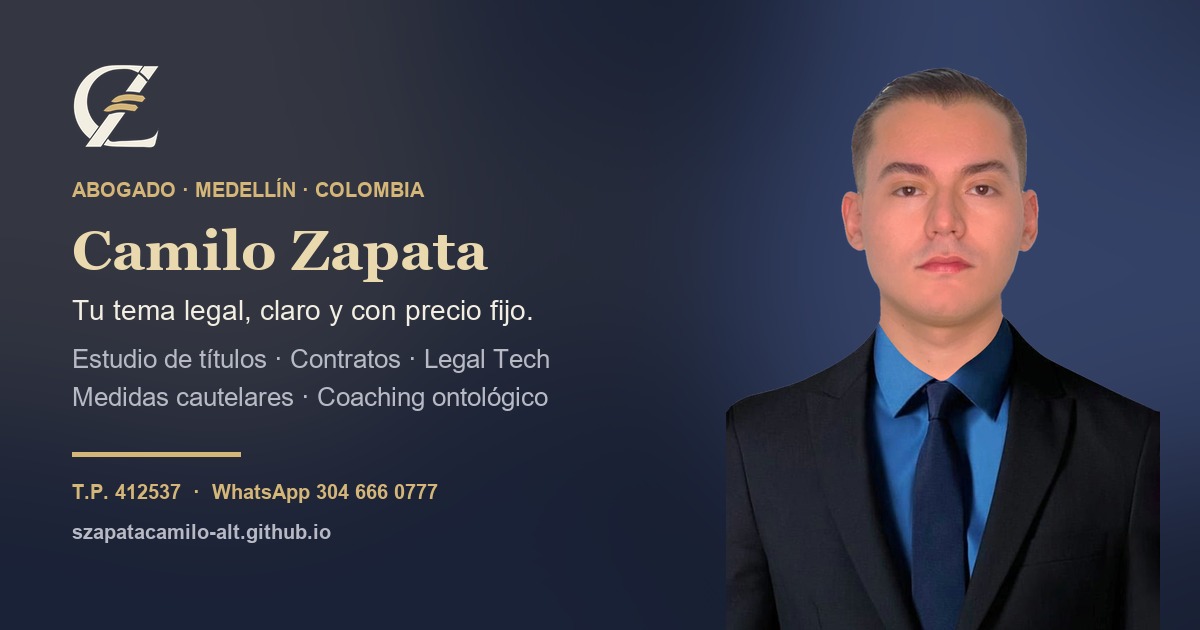 CZ
ABOGADO · MEDELLÍN · COLOMBIA
Camilo Zapata
Tu tema legal, claro y con precio fijo.
Estudio de títulos · Contratos · Legal Tech
Medidas cautelares · Coaching ontológico
T.P. 412537 · WhatsApp 304 666 0777
szapatacamilo-alt.github.io